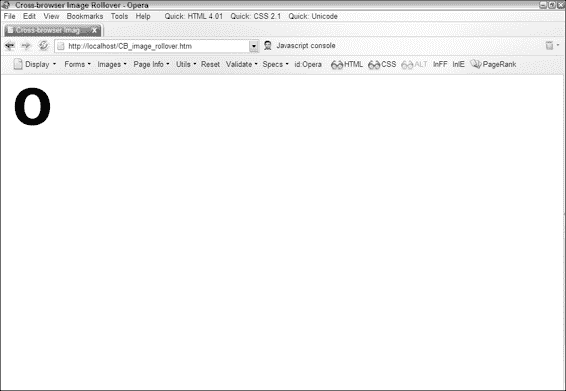 Cross-browser Image Rollover - Opera
File Edit View Bookmarks Tools Help Quick: HTML 4.01 Quick: CSS 2.1 Quick: Unicode
Cross-browser Imag...
http://localhost/CB_image_rollover.htm Javascript console
Display Forms Images Page Info Utils Reset Validate Specs id:Opera HTML CSS ALT InFF InIE PageRank
O